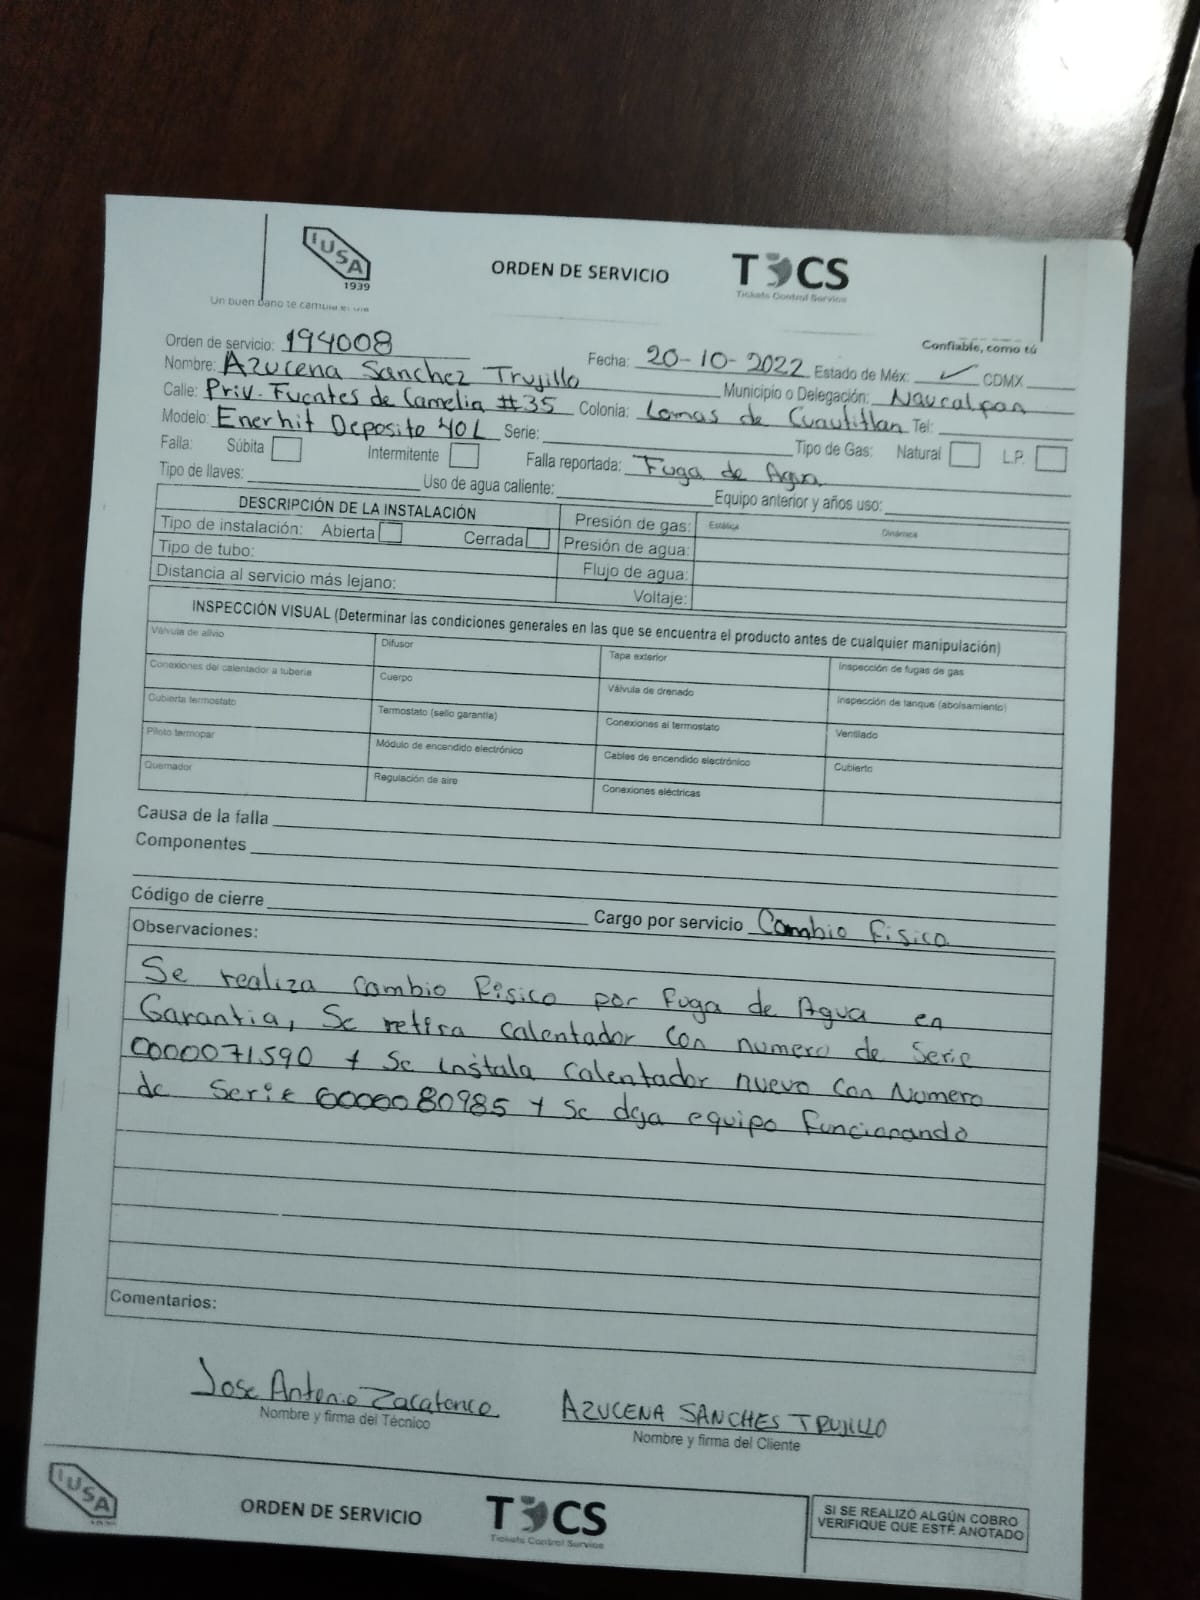 IUSA
1939
ORDEN DE SERVICIO
TCS
Tickets Control Service
Un buen baño te cambia el día
Confiable, como tú
Orden de servicio: 194008
Nombre: Azucena Sanchez Trujillo Fecha: 20-10-2022 Estado de Méx: ✓ CDMX
Calle: Priv. Fuentes de Camelia #35 Colonia: Lomas de Cuautitlan Municipio o Delegación: Naucalpan
Modelo: Enerhit Deposito 40L Serie: Tel:
Falla: Súbita Intermitente Falla reportada: Fuga de Agua Tipo de Gas: Natural L.P.
Tipo de llaves: Uso de agua caliente: Equipo anterior y años uso:
DESCRIPCIÓN DE LA INSTALACIÓN Presión de gas: Estática Dinámica
Tipo de instalación: Abierta Cerrada Presión de agua:
Tipo de tubo: Flujo de agua:
Distancia al servicio más lejano: Voltaje:
INSPECCIÓN VISUAL (Determinar las condiciones generales en las que se encuentra el producto antes de cualquier manipulación)
Válvula de alivio Difusor Tapa exterior Inspección de fugas de gas
Conexiones del calentador a tubería Cuerpo Válvula de drenado Inspección de tanque (abolsamiento)
Cubierta termostato Termostato (sello garantía) Conexiones al termostato Ventilado
Piloto termopar Módulo de encendido electrónico Cables de encendido electrónico Cubierto
Quemador Regulación de aire Conexiones eléctricas
Causa de la falla
Componentes
Código de cierre Cargo por servicio Cambio Fisico
Observaciones:
Se realiza cambio Fisico por Fuga de Agua en
Garantia, Se retira calentador con numero de Serie
0000071590 y Se instala calentador nuevo con Numero
de Serie 0000080985 y Se deja equipo Funcionando
Comentarios:
Jose Antonio Zacatenco AZUCENA SANCHES TRUJILLO
Nombre y firma del Técnico Nombre y firma del Cliente
IUSA
ORDEN DE SERVICIO
TCS
Tickets Control Service
SI SE REALIZÓ ALGÚN COBRO
VERIFIQUE QUE ESTÉ ANOTADO